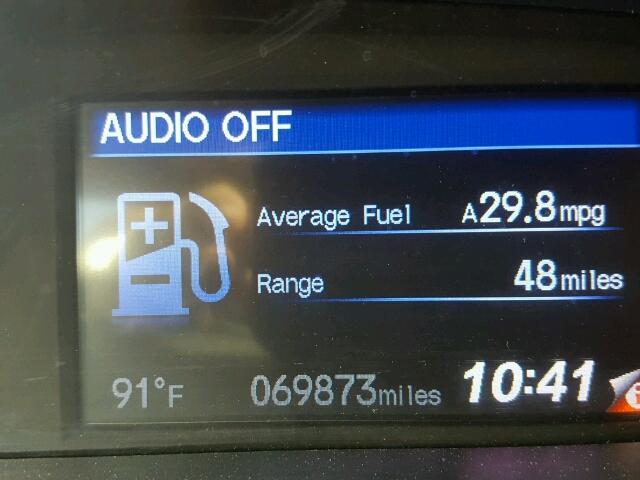 AUDIO OFF
Average Fuel A29.8mpg
Range 48miles
91°F 069873miles 10:41 i